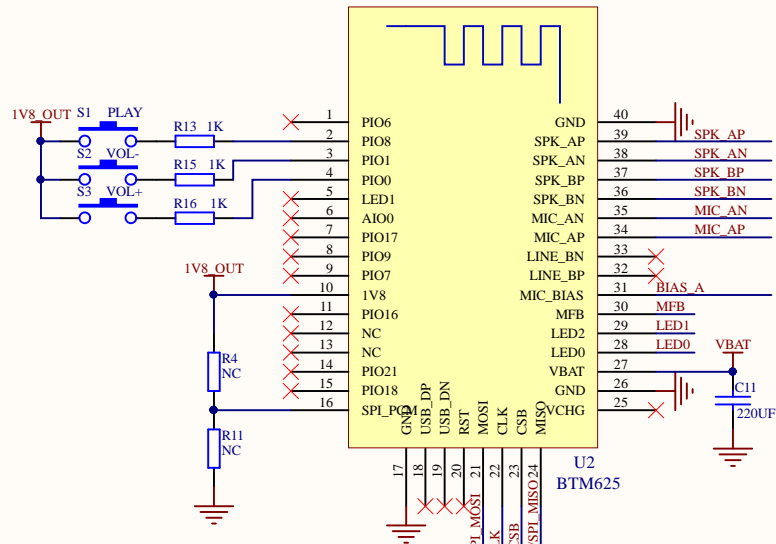 1V8_OUT
S1 PLAY
R13 1K
S2 VOL-
R15 1K
S3 VOL+
R16 1K
1V8_OUT
R4
NC
R11
NC
1 PIO6
2 PIO8
3 PIO1
4 PIO0
5 LED1
6 AIO0
7 PIO17
8 PIO9
9 PIO7
10 1V8
11 PIO16
12 NC
13 NC
14 PIO21
15 PIO18
16 SPI_PCM
GND 17
USB_DP 18
USB_DN 19
RST 20
MOSI 21
CLK 22
CSB 23
MISO 24
GND 40
SPK_AP 39 SPK_AP
SPK_AN 38 SPK_AN
SPK_BP 37 SPK_BP
SPK_BN 36 SPK_BN
MIC_AN 35 MIC_AN
MIC_AP 34 MIC_AP
LINE_BN 33
LINE_BP 32
MIC_BIAS 31 BIAS_A
MFB 30 MFB
LED2 29 LED1
LED0 28 LED0
VBAT 27
GND 26
VCHG 25
VBAT
C11
220UF
U2
BTM625